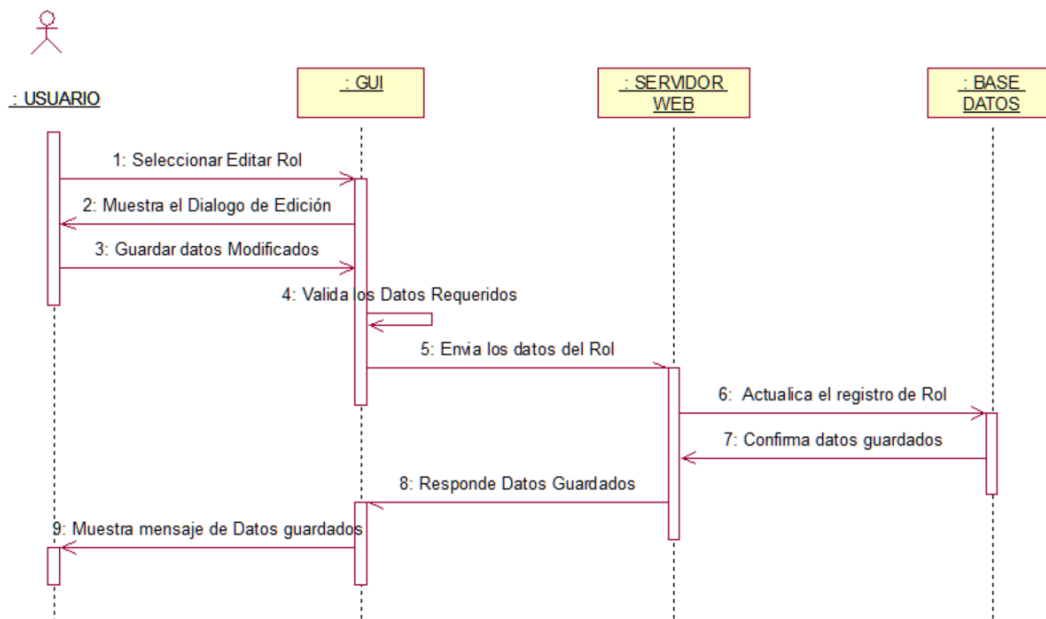 : USUARIO
: GUI
: SERVIDOR
WEB
: BASE
DATOS
1: Seleccionar Editar Rol
2: Muestra el Dialogo de Edición
3: Guardar datos Modificados
4: Valida los Datos Requeridos
5: Envia los datos del Rol
6: Actualica el registro de Rol
7: Confirma datos guardados
8: Responde Datos Guardados
9: Muestra mensaje de Datos guardados